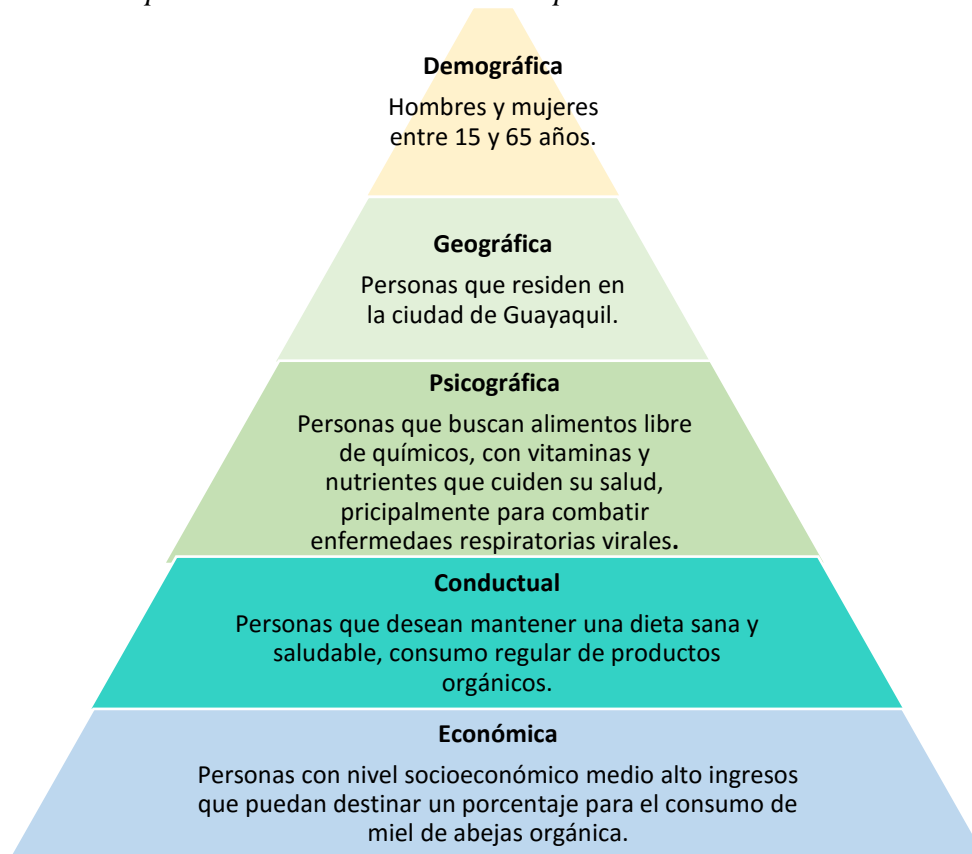 Demográfica
Hombres y mujeres
entre 15 y 65 años.
Geográfica
Personas que residen en
la ciudad de Guayaquil.
Psicográfica
Personas que buscan alimentos libre
de químicos, con vitaminas y
nutrientes que cuiden su salud,
pricipalmente para combatir
enfermedaes respiratorias virales.
Conductual
Personas que desean mantener una dieta sana y
saludable, consumo regular de productos
orgánicos.
Económica
Personas con nivel socioeconómico medio alto ingresos
que puedan destinar un porcentaje para el consumo de
miel de abejas orgánica.